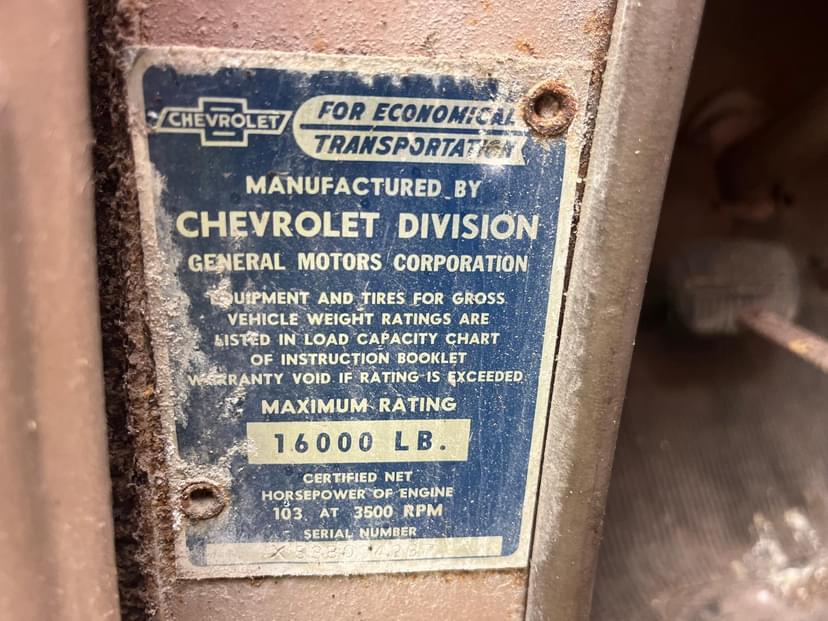 CHEVROLET
FOR ECONOMICAL
TRANSPORTATION
MANUFACTURED BY
CHEVROLET DIVISION
GENERAL MOTORS CORPORATION
EQUIPMENT AND TIRES FOR GROSS
VEHICLE WEIGHT RATINGS ARE
LISTED IN LOAD CAPACITY CHART
OF INSTRUCTION BOOKLET
WARRANTY VOID IF RATING IS EXCEEDED
MAXIMUM RATING
16000 LB.
CERTIFIED NET
HORSEPOWER OF ENGINE
103 AT 3500 RPM
SERIAL NUMBER